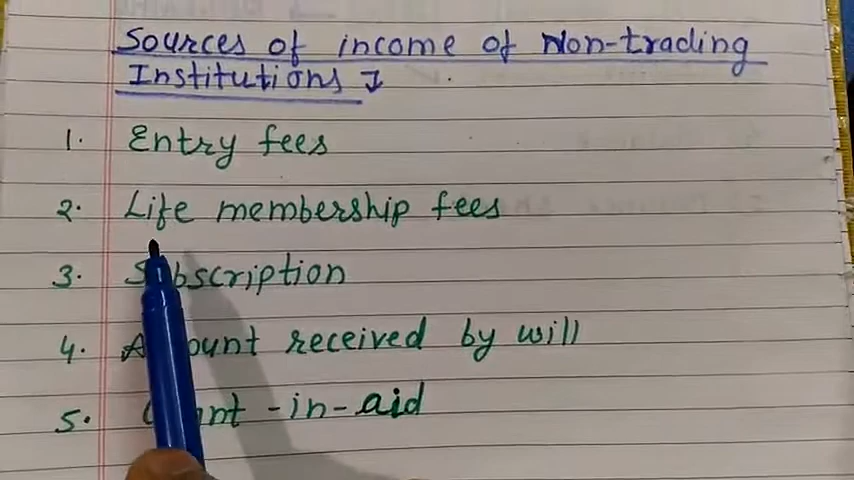 Sources of income of Non-trading
Institutions
1. Entry fees
2. Life membership fees
3. Subscription
4. Amount received by will
5. Grant-in-aid